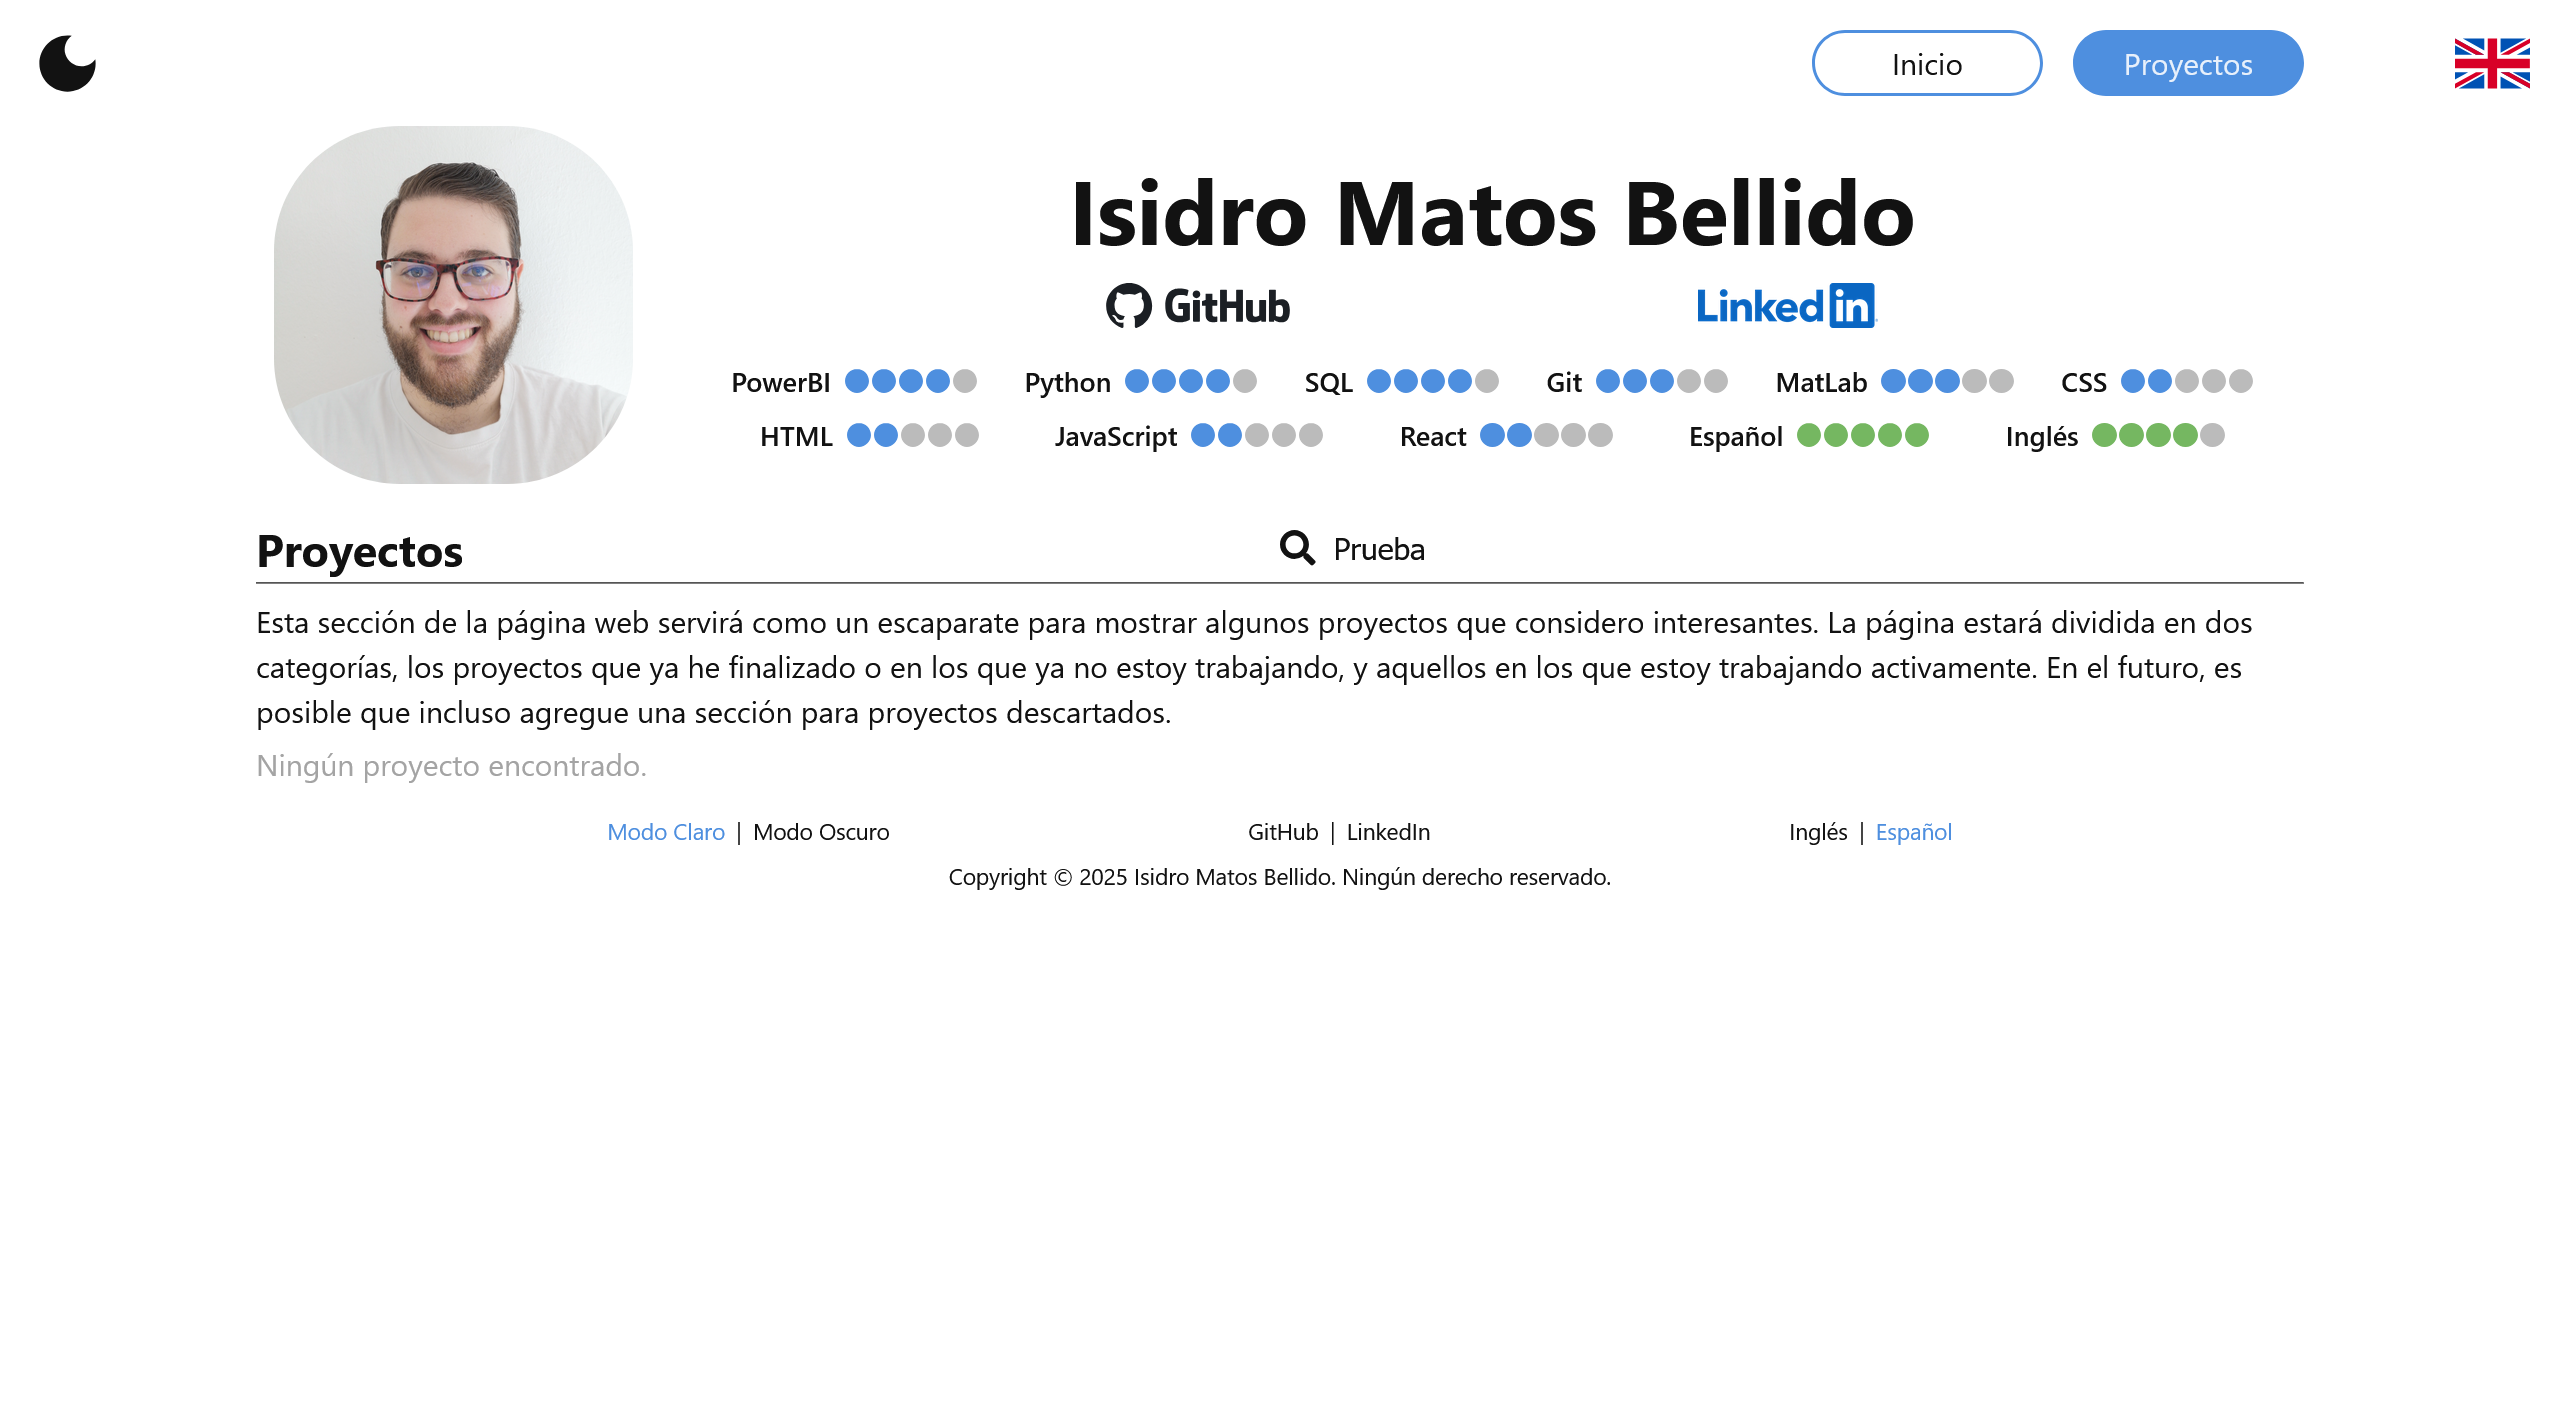 Inicio Proyectos
Isidro Matos Bellido
GitHub LinkedIn
PowerBI Python SQL Git MatLab CSS
HTML JavaScript React Español Inglés
Proyectos Prueba
Esta sección de la página web servirá como un escaparate para mostrar algunos proyectos que considero interesantes. La página estará dividida en dos
categorías, los proyectos que ya he finalizado o en los que ya no estoy trabajando, y aquellos en los que estoy trabajando activamente. En el futuro, es
posible que incluso agregue una sección para proyectos descartados.
Ningún proyecto encontrado.
Modo Claro | Modo Oscuro GitHub | LinkedIn Inglés | Español
Copyright © 2025 Isidro Matos Bellido. Ningún derecho reservado.